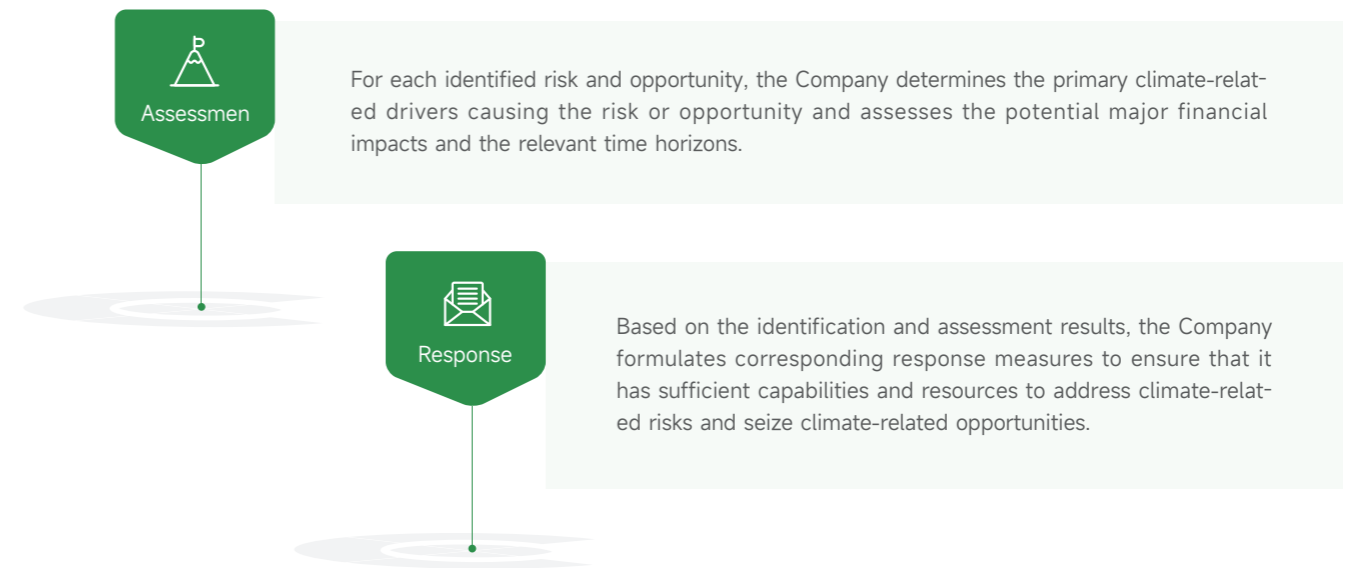 Assessmen
For each identified risk and opportunity, the Company determines the primary climate-relat-
ed drivers causing the risk or opportunity and assesses the potential major financial
impacts and the relevant time horizons.
Response
Based on the identification and assessment results, the Company
formulates corresponding response measures to ensure that it
has sufficient capabilities and resources to address climate-relat-
ed risks and seize climate-related opportunities.